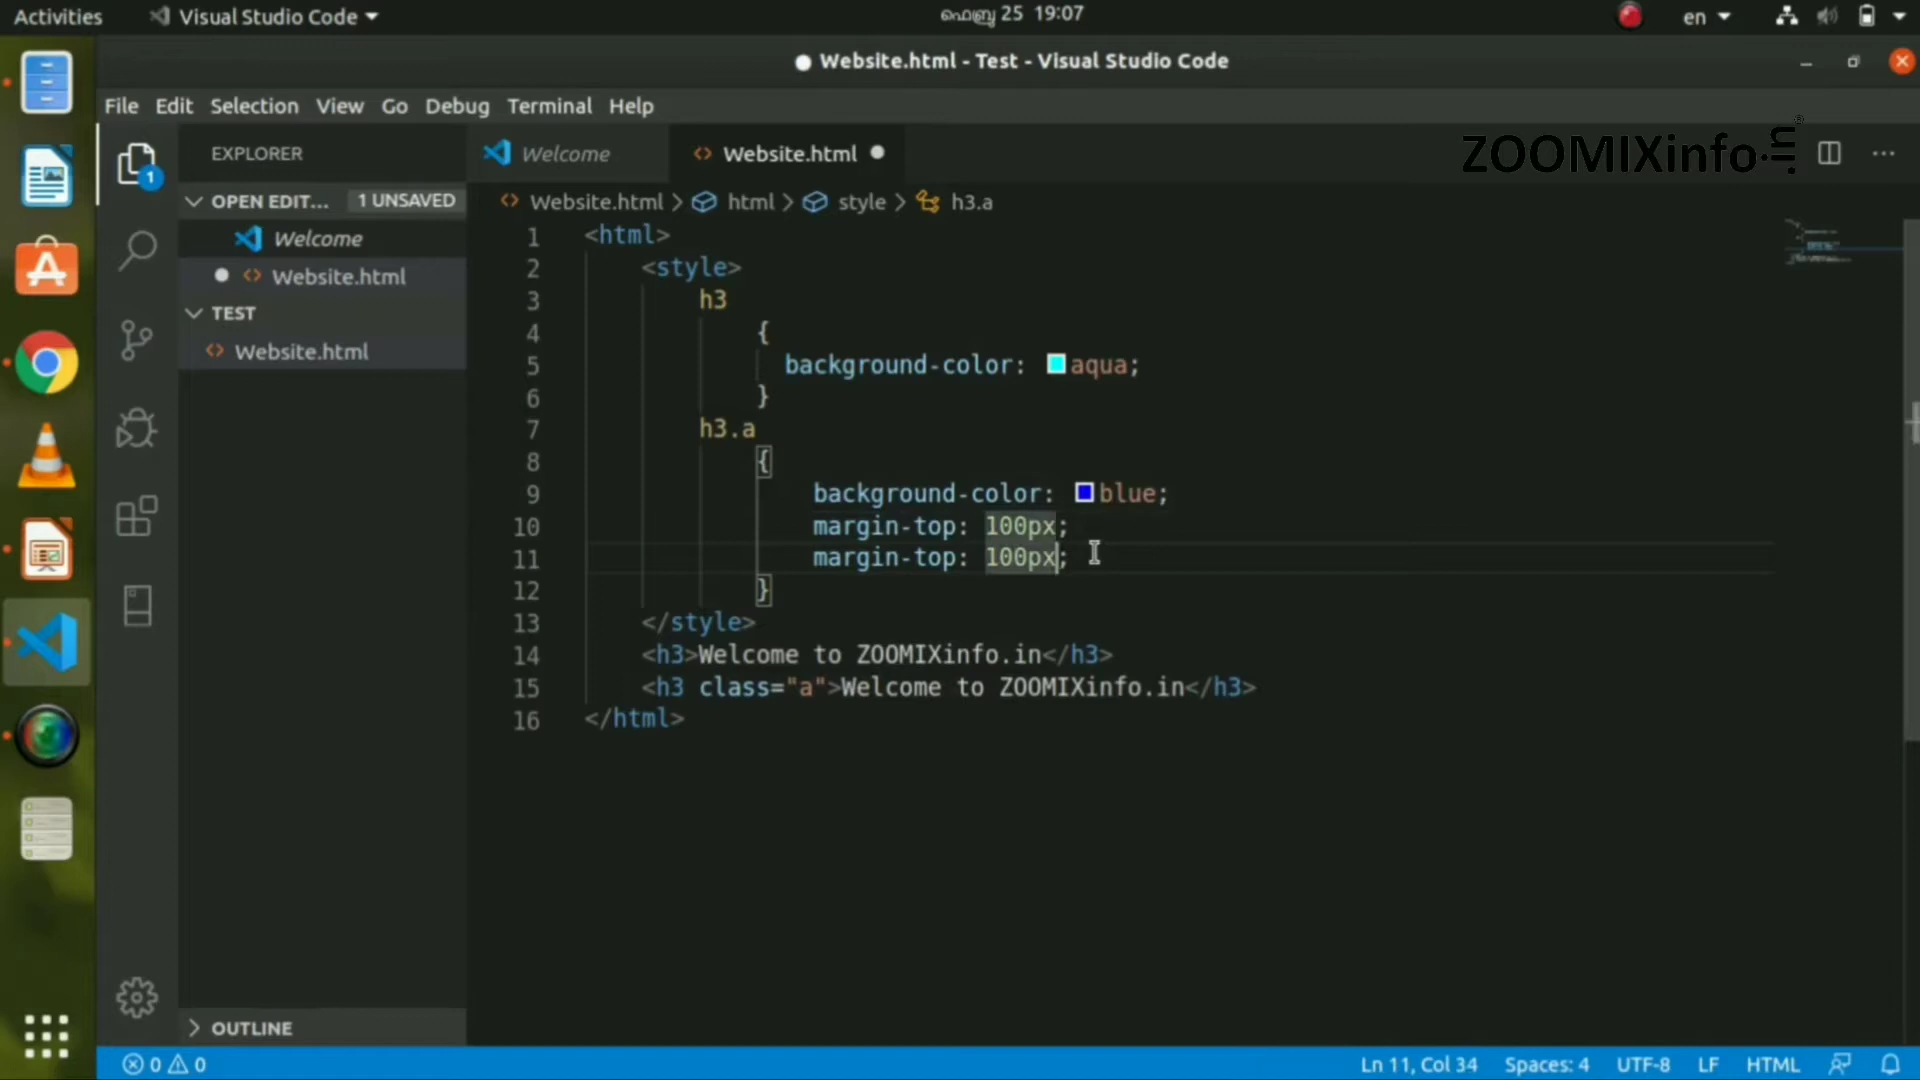 Activities
Visual Studio Code
ഫെബ്രു 25 19:07
en
Website.html - Test - Visual Studio Code
File Edit Selection View Go Debug Terminal Help
ZOOMIXinfo.in
EXPLORER
Welcome
Website.html
OPEN EDIT...
1 UNSAVED
Welcome
Website.html
TEST
Website.html
OUTLINE
Website.html > html > style > h3.a
1 <html>
2 <style>
3 h3
4 {
5 background-color: aqua;
6 }
7 h3.a
8 {
9 background-color: blue;
10 margin-top: 100px;
11 margin-top: 100px;
12 }
13 </style>
14 <h3>Welcome to ZOOMIXinfo.in</h3>
15 <h3 class="a">Welcome to ZOOMIXinfo.in</h3>
16 </html>
1
0 0
Ln 11, Col 34
Spaces: 4
UTF-8
LF
HTML